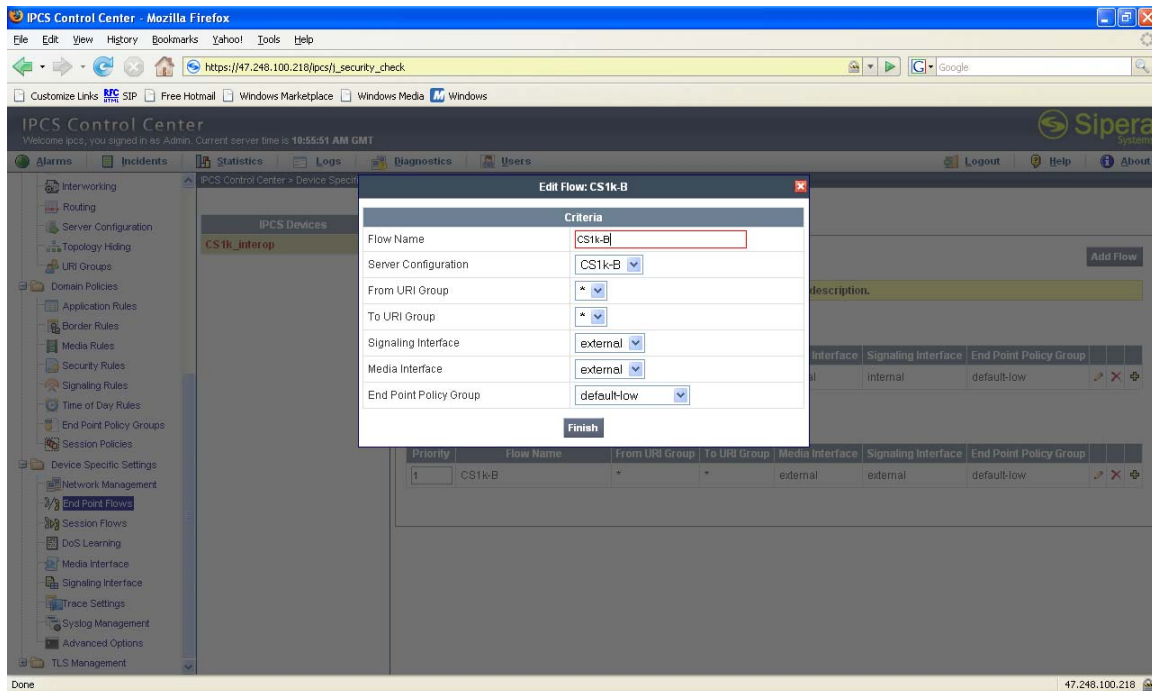 IPCS Control Center - Mozilla Firefox
File Edit View History Bookmarks Yahoo! Tools Help
https://47.248.100.218/ipcs/j_security_check
Google
Customize Links SIP Free Hotmail Windows Marketplace Windows Media Windows
IPCS Control Center
Welcome ipcs, you signed in as Admin. Current server time is 10:55:51 AM GMT
Sipera
Systems
Alarms Incidents Statistics Logs Diagnostics Users Logout Help About
IPCS Control Center > Device Specifi
Interworking
Routing
Server Configuration
Topology Hiding
URI Groups
Domain Policies
Application Rules
Border Rules
Media Rules
Security Rules
Signaling Rules
Time of Day Rules
End Point Policy Groups
Session Policies
Device Specific Settings
Network Management
End Point Flows
Session Flows
DoS Learning
Media Interface
Signaling Interface
Trace Settings
Syslog Management
Advanced Options
TLS Management
IPCS Devices
CS1k_interop
Edit Flow: CS1k-B
Criteria
Flow Name CS1k-B
Server Configuration CS1k-B
From URI Group *
To URI Group *
Signaling Interface external
Media Interface external
End Point Policy Group default-low
Finish
Add Flow
description.
Interface Signaling Interface End Point Policy Group
al internal default-low
Priority Flow Name From URI Group To URI Group Media Interface Signaling Interface End Point Policy Group
1 CS1k-B * * external external default-low
Done 47.248.100.218